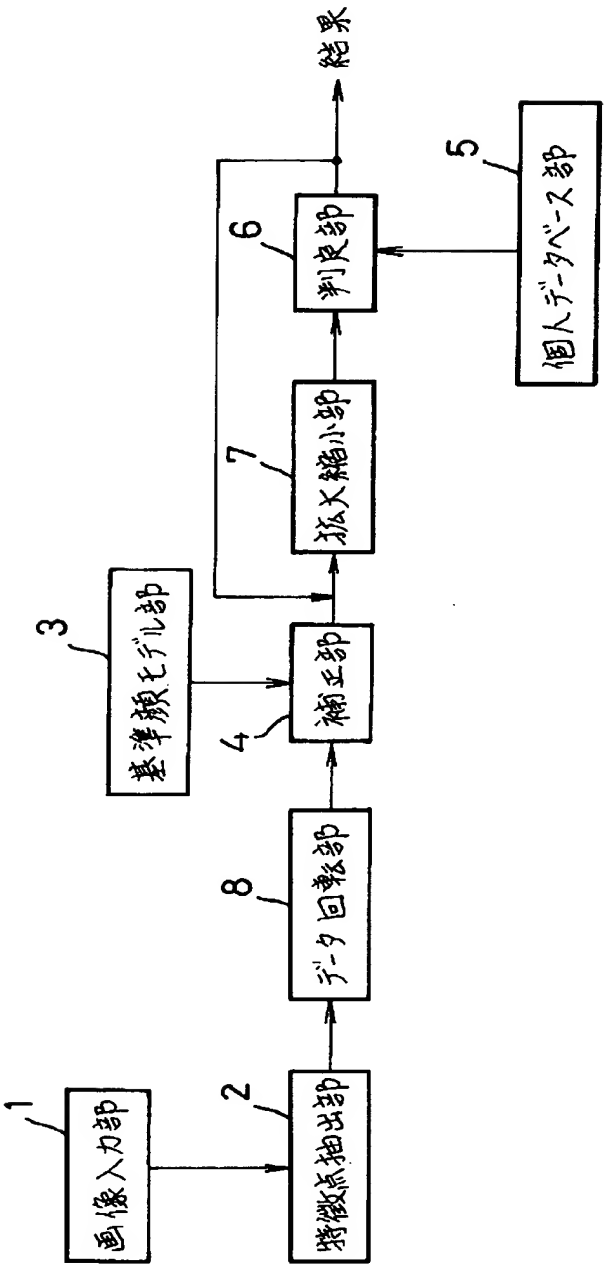 1
画像入力部
2
特徴点抽出部
8
データ回転部
3
基準顔モデル部
4
補正部
7
拡大縮小部
6
判定部
5
個人データベース部
結果